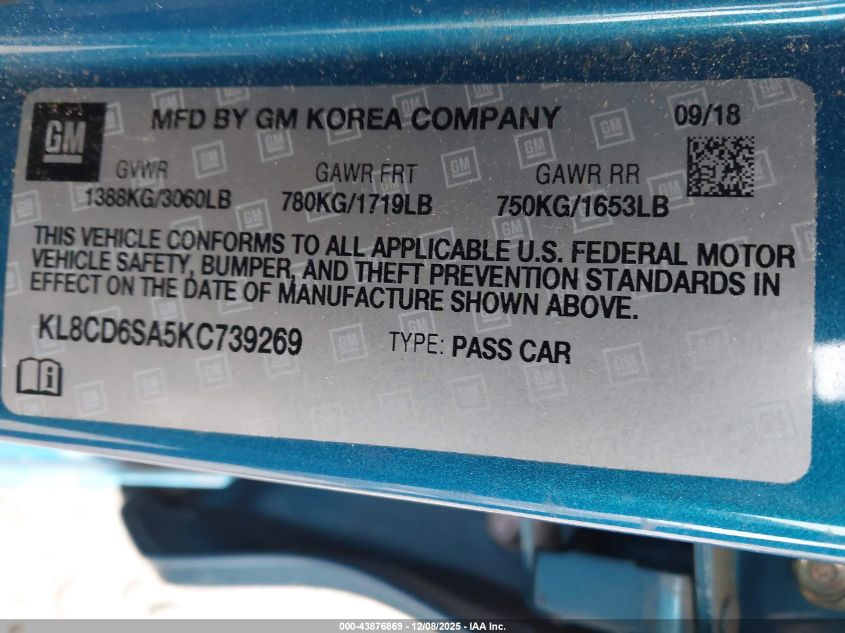 GM
MFD BY GM KOREA COMPANY 09/18
GVWR GAWR FRT GAWR RR
1388KG/3060LB 780KG/1719LB 750KG/1653LB
THIS VEHICLE CONFORMS TO ALL APPLICABLE U.S. FEDERAL MOTOR
VEHICLE SAFETY, BUMPER, AND THEFT PREVENTION STANDARDS IN
EFFECT ON THE DATE OF MANUFACTURE SHOWN ABOVE.
KL8CD6SA5KC739269 TYPE: PASS CAR
000-43876869 • 12/08/2025 • IAA Inc.